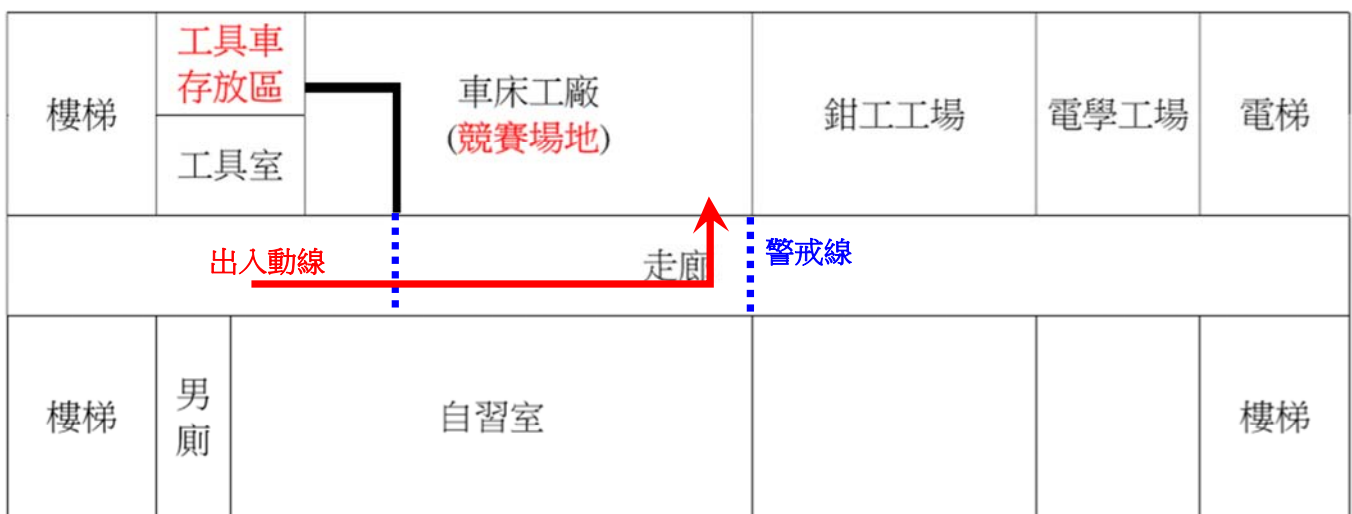 樓梯
工具車
存放區
工具室
車床工廠
(競賽場地)
鉗工工場
電學工場
電梯
出入動線
走廊
警戒線
樓梯
男
廁
自習室
樓梯